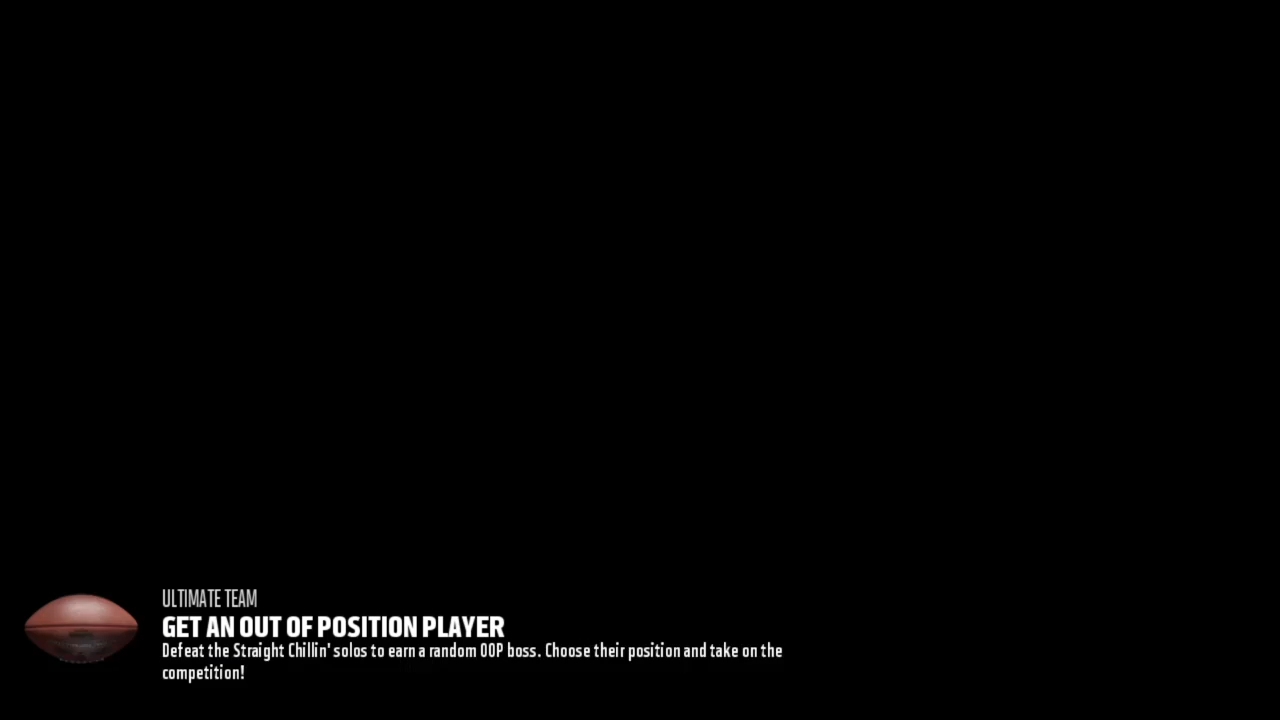 ULTIMATE TEAM
GET AN OUT OF POSITION PLAYER
Defeat the Straight Chillin' solos to earn a random OOP boss. Choose their position and take on the
competition!